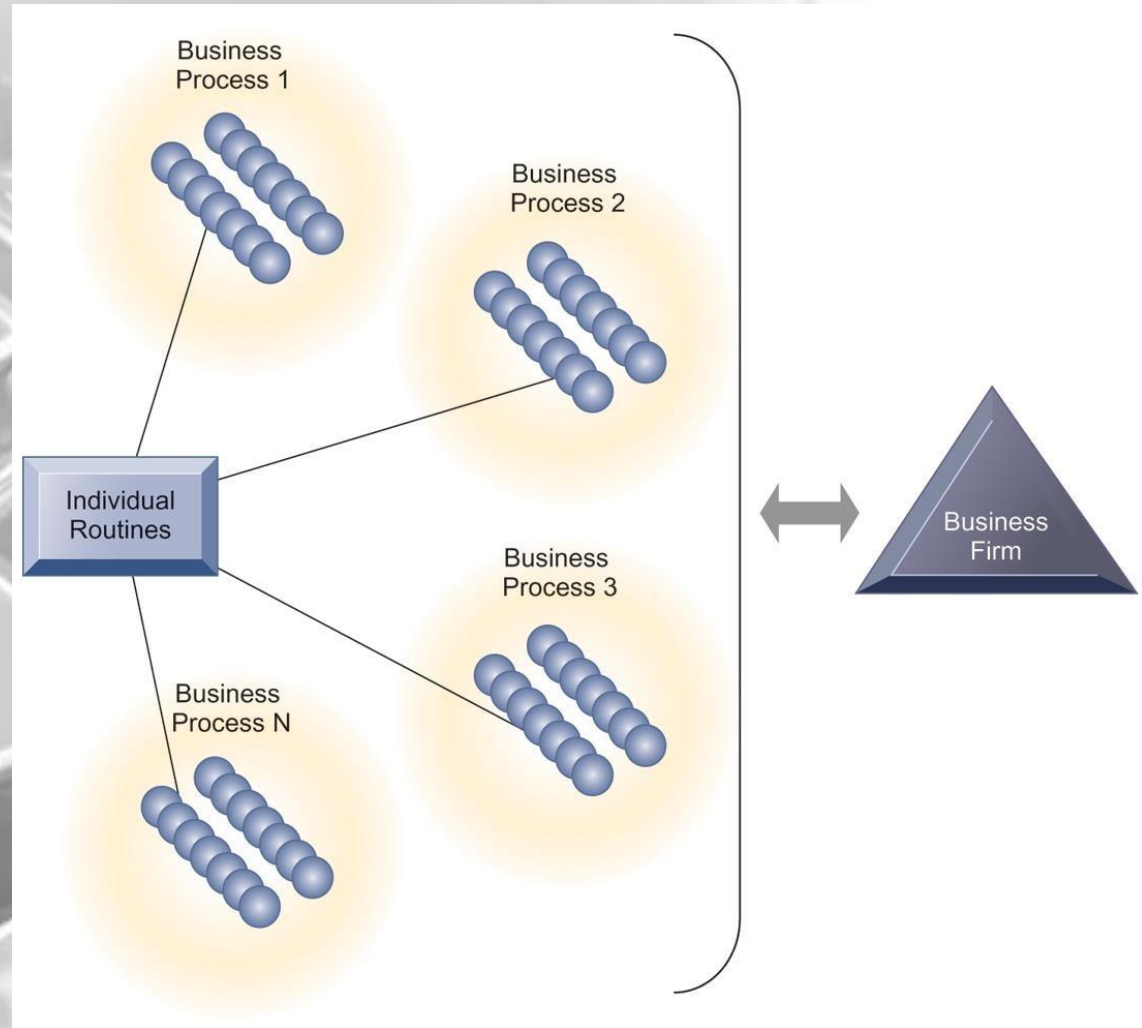 Business
Process 1
Business
Process 2
Individual
Routines
Business
Firm
Business
Process 3
Business
Process N